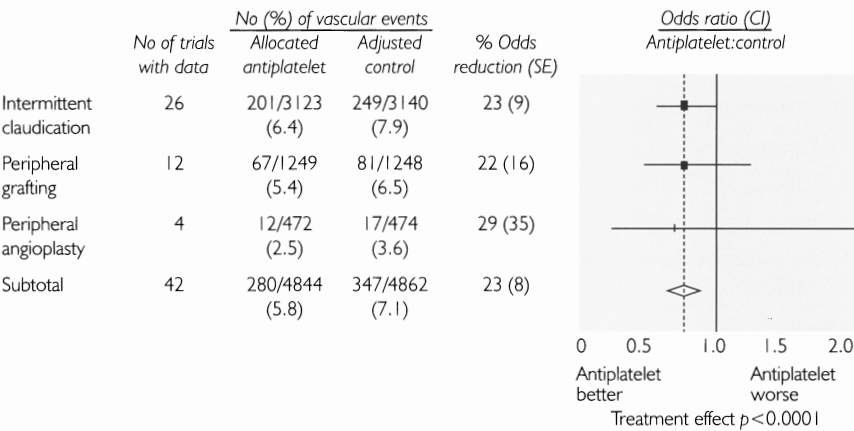 No (%) of vascular events Odds ratio (CI)
No of trials Allocated Adjusted % Odds Antiplatelet:control
with data antiplatelet control reduction (SE)
Intermittent 26 201/3123 249/3140 23 (9)
claudication (6.4) (7.9)
Peripheral 12 67/1249 81/1248 22 (16)
grafting (5.4) (6.5)
Peripheral 4 12/472 17/474 29 (35)
angioplasty (2.5) (3.6)
Subtotal 42 280/4844 347/4862 23 (8)
(5.8) (7.1)
0 0.5 1.0 1.5 2.0
Antiplatelet Antiplatelet
better worse
Treatment effect p<0.0001